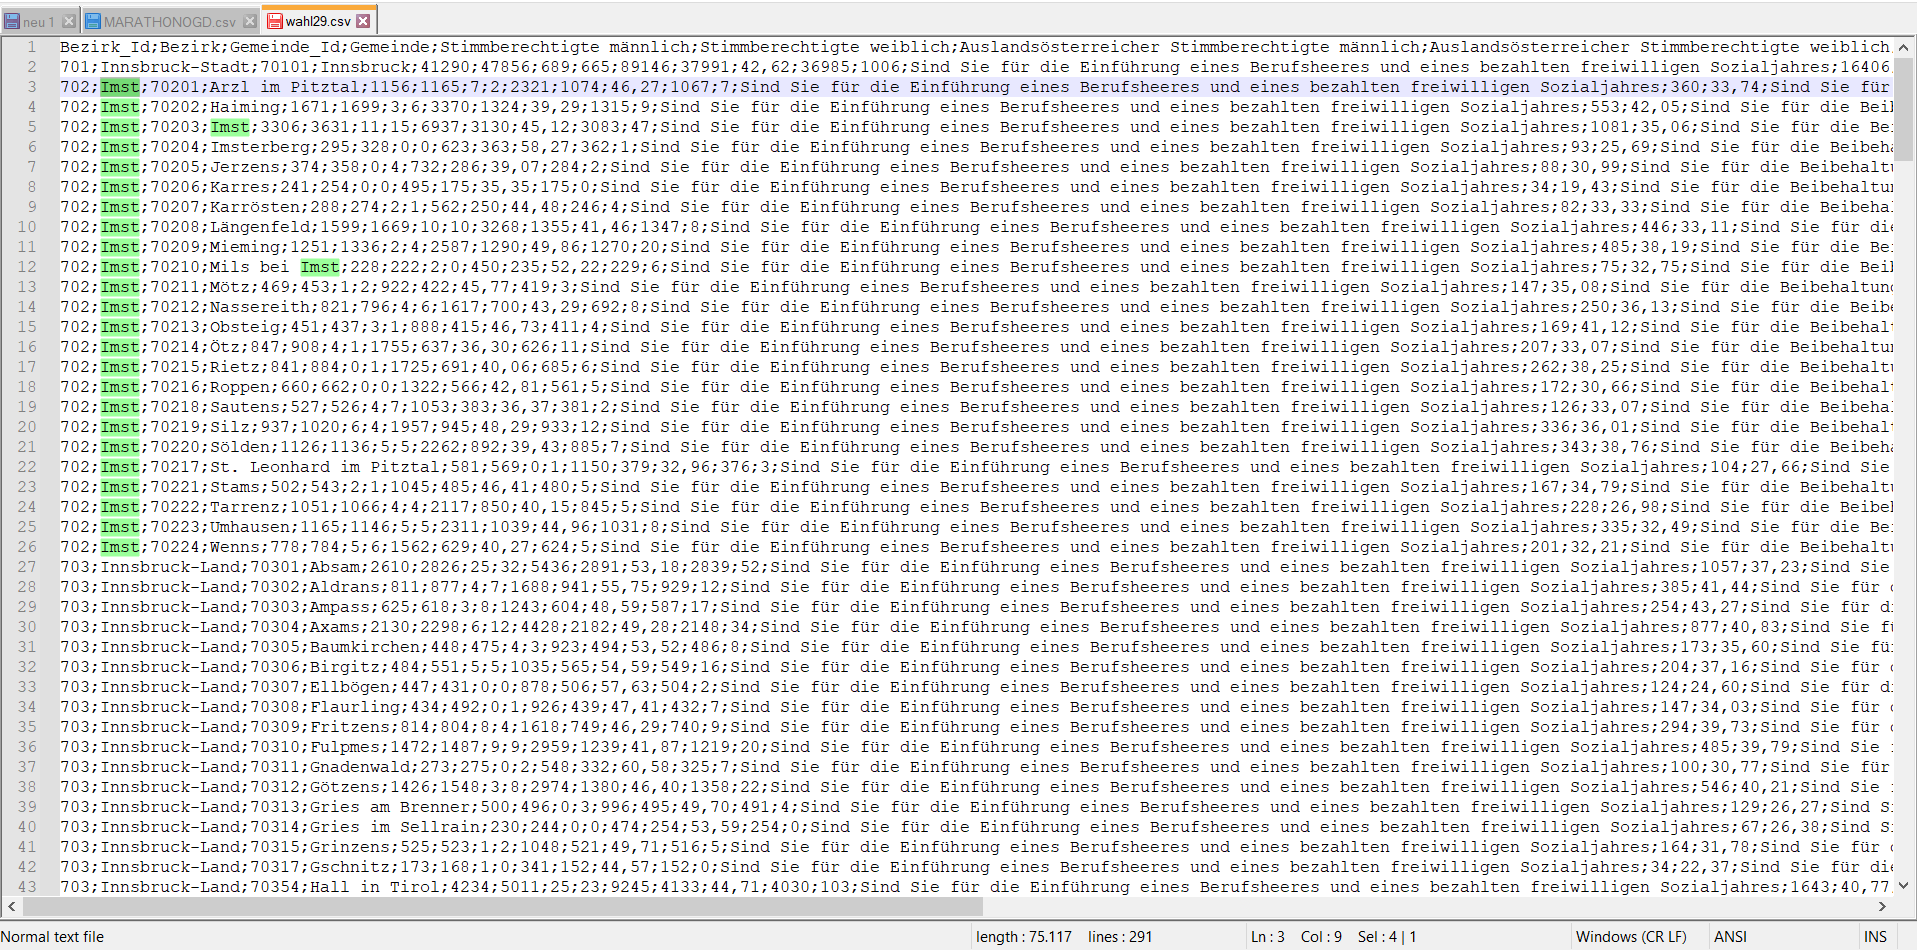 neu 1 MARATHONOGD.csv wahl29.csv
1 Bezirk_Id;Bezirk;Gemeinde_Id;Gemeinde;Stimmberechtigte männlich;Stimmberechtigte weiblich;Auslandsösterreicher Stimmberechtigte männlich;Auslandsösterreicher Stimmberechtigte weiblich
2 701;Innsbruck-Stadt;70101;Innsbruck;41290;47856;689;665;89146;37991;42,62;36985;1006;Sind Sie für die Einführung eines Berufsheeres und eines bezahlten freiwilligen Sozialjahres;16406
3 702;Imst;70201;Arzl im Pitztal;1156;1165;7;2;2321;1074;46,27;1067;7;Sind Sie für die Einführung eines Berufsheeres und eines bezahlten freiwilligen Sozialjahres;360;33,74;Sind Sie für
4 702;Imst;70202;Haiming;1671;1699;3;6;3370;1324;39,29;1315;9;Sind Sie für die Einführung eines Berufsheeres und eines bezahlten freiwilligen Sozialjahres;553;42,05;Sind Sie für die Bei
5 702;Imst;70203;Imst;3306;3631;11;15;6937;3130;45,12;3083;47;Sind Sie für die Einführung eines Berufsheeres und eines bezahlten freiwilligen Sozialjahres;1081;35,06;Sind Sie für die Be
6 702;Imst;70204;Imsterberg;295;328;0;0;623;363;58,27;362;1;Sind Sie für die Einführung eines Berufsheeres und eines bezahlten freiwilligen Sozialjahres;93;25,69;Sind Sie für die Beibeh
7 702;Imst;70205;Jerzens;374;358;0;4;732;286;39,07;284;2;Sind Sie für die Einführung eines Berufsheeres und eines bezahlten freiwilligen Sozialjahres;88;30,99;Sind Sie für die Beibehalt
8 702;Imst;70206;Karres;241;254;0;0;495;175;35,35;175;0;Sind Sie für die Einführung eines Berufsheeres und eines bezahlten freiwilligen Sozialjahres;34;19,43;Sind Sie für die Beibehaltu
9 702;Imst;70207;Karrösten;288;274;2;1;562;250;44,48;246;4;Sind Sie für die Einführung eines Berufsheeres und eines bezahlten freiwilligen Sozialjahres;82;33,33;Sind Sie für die Beibehal
10 702;Imst;70208;Längenfeld;1599;1669;10;10;3268;1355;41,46;1347;8;Sind Sie für die Einführung eines Berufsheeres und eines bezahlten freiwilligen Sozialjahres;446;33,11;Sind Sie für die
11 702;Imst;70209;Mieming;1251;1336;2;4;2587;1290;49,86;1270;20;Sind Sie für die Einführung eines Berufsheeres und eines bezahlten freiwilligen Sozialjahres;485;38,19;Sind Sie für die Be
12 702;Imst;70210;Mils bei Imst;228;222;2;0;450;235;52,22;229;6;Sind Sie für die Einführung eines Berufsheeres und eines bezahlten freiwilligen Sozialjahres;75;32,75;Sind Sie für die Bei
13 702;Imst;70211;Mötz;469;453;1;2;922;422;45,77;419;3;Sind Sie für die Einführung eines Berufsheeres und eines bezahlten freiwilligen Sozialjahres;147;35,08;Sind Sie für die Beibehaltun
14 702;Imst;70212;Nassereith;821;796;4;6;1617;700;43,29;692;8;Sind Sie für die Einführung eines Berufsheeres und eines bezahlten freiwilligen Sozialjahres;250;36,13;Sind Sie für die Beibe
15 702;Imst;70213;Obsteig;451;437;3;1;888;415;46,73;411;4;Sind Sie für die Einführung eines Berufsheeres und eines bezahlten freiwilligen Sozialjahres;169;41,12;Sind Sie für die Beibehal
16 702;Imst;70214;Ötz;847;908;4;1;1755;637;36,30;626;11;Sind Sie für die Einführung eines Berufsheeres und eines bezahlten freiwilligen Sozialjahres;207;33,07;Sind Sie für die Beibehaltu
17 702;Imst;70215;Rietz;841;884;0;1;1725;691;40,06;685;6;Sind Sie für die Einführung eines Berufsheeres und eines bezahlten freiwilligen Sozialjahres;262;38,25;Sind Sie für die Beibehalt
18 702;Imst;70216;Roppen;660;662;0;0;1322;566;42,81;561;5;Sind Sie für die Einführung eines Berufsheeres und eines bezahlten freiwilligen Sozialjahres;172;30,66;Sind Sie für die Beibehal
19 702;Imst;70218;Sautens;527;526;4;7;1053;383;36,37;381;2;Sind Sie für die Einführung eines Berufsheeres und eines bezahlten freiwilligen Sozialjahres;126;33,07;Sind Sie für die Beibeha
20 702;Imst;70219;Silz;937;1020;6;4;1957;945;48,29;933;12;Sind Sie für die Einführung eines Berufsheeres und eines bezahlten freiwilligen Sozialjahres;336;36,01;Sind Sie für die Beibehal
21 702;Imst;70220;Sölden;1126;1136;5;5;2262;892;39,43;885;7;Sind Sie für die Einführung eines Berufsheeres und eines bezahlten freiwilligen Sozialjahres;343;38,76;Sind Sie für die Beibeha
22 702;Imst;70217;St. Leonhard im Pitztal;581;569;0;1;1150;379;32,96;376;3;Sind Sie für die Einführung eines Berufsheeres und eines bezahlten freiwilligen Sozialjahres;104;27,66;Sind Sie
23 702;Imst;70221;Stams;502;543;2;1;1045;485;46,41;480;5;Sind Sie für die Einführung eines Berufsheeres und eines bezahlten freiwilligen Sozialjahres;167;34,79;Sind Sie für die Beibehalt
24 702;Imst;70222;Tarrenz;1051;1066;4;4;2117;850;40,15;845;5;Sind Sie für die Einführung eines Berufsheeres und eines bezahlten freiwilligen Sozialjahres;228;26,98;Sind Sie für die Beibeh
25 702;Imst;70223;Umhausen;1165;1146;5;5;2311;1039;44,96;1031;8;Sind Sie für die Einführung eines Berufsheeres und eines bezahlten freiwilligen Sozialjahres;335;32,49;Sind Sie für die Be
26 702;Imst;70224;Wenns;778;784;5;6;1562;629;40,27;624;5;Sind Sie für die Einführung eines Berufsheeres und eines bezahlten freiwilligen Sozialjahres;201;32,21;Sind Sie für die Beibehalt
27 703;Innsbruck-Land;70301;Absam;2610;2826;25;32;5436;2891;53,18;2839;52;Sind Sie für die Einführung eines Berufsheeres und eines bezahlten freiwilligen Sozialjahres;1057;37,23;Sind Sie
28 703;Innsbruck-Land;70302;Aldrans;811;877;4;7;1688;941;55,75;929;12;Sind Sie für die Einführung eines Berufsheeres und eines bezahlten freiwilligen Sozialjahres;385;41,44;Sind Sie für
29 703;Innsbruck-Land;70303;Ampass;625;618;3;8;1243;604;48,59;587;17;Sind Sie für die Einführung eines Berufsheeres und eines bezahlten freiwilligen Sozialjahres;254;43,27;Sind Sie für di
30 703;Innsbruck-Land;70304;Axams;2130;2298;6;12;4428;2182;49,28;2148;34;Sind Sie für die Einführung eines Berufsheeres und eines bezahlten freiwilligen Sozialjahres;877;40,83;Sind Sie fü
31 703;Innsbruck-Land;70305;Baumkirchen;448;475;4;3;923;494;53,52;486;8;Sind Sie für die Einführung eines Berufsheeres und eines bezahlten freiwilligen Sozialjahres;173;35,60;Sind Sie für
32 703;Innsbruck-Land;70306;Birgitz;484;551;5;5;1035;565;54,59;549;16;Sind Sie für die Einführung eines Berufsheeres und eines bezahlten freiwilligen Sozialjahres;204;37,16;Sind Sie für
33 703;Innsbruck-Land;70307;Ellbögen;447;431;0;0;878;506;57,63;504;2;Sind Sie für die Einführung eines Berufsheeres und eines bezahlten freiwilligen Sozialjahres;124;24,60;Sind Sie für di
34 703;Innsbruck-Land;70308;Flaurling;434;492;0;1;926;439;47,41;432;7;Sind Sie für die Einführung eines Berufsheeres und eines bezahlten freiwilligen Sozialjahres;147;34,03;Sind Sie für d
35 703;Innsbruck-Land;70309;Fritzens;814;804;8;4;1618;749;46,29;740;9;Sind Sie für die Einführung eines Berufsheeres und eines bezahlten freiwilligen Sozialjahres;294;39,73;Sind Sie für d
36 703;Innsbruck-Land;70310;Fulpmes;1472;1487;9;9;2959;1239;41,87;1219;20;Sind Sie für die Einführung eines Berufsheeres und eines bezahlten freiwilligen Sozialjahres;485;39,79;Sind Sie
37 703;Innsbruck-Land;70311;Gnadenwald;273;275;0;2;548;332;60,58;325;7;Sind Sie für die Einführung eines Berufsheeres und eines bezahlten freiwilligen Sozialjahres;100;30,77;Sind Sie für
38 703;Innsbruck-Land;70312;Götzens;1426;1548;3;8;2974;1380;46,40;1358;22;Sind Sie für die Einführung eines Berufsheeres und eines bezahlten freiwilligen Sozialjahres;546;40,21;Sind Sie
39 703;Innsbruck-Land;70313;Gries am Brenner;500;496;0;3;996;495;49,70;491;4;Sind Sie für die Einführung eines Berufsheeres und eines bezahlten freiwilligen Sozialjahres;129;26,27;Sind S
40 703;Innsbruck-Land;70314;Gries im Sellrain;230;244;0;0;474;254;53,59;254;0;Sind Sie für die Einführung eines Berufsheeres und eines bezahlten freiwilligen Sozialjahres;67;26,38;Sind S
41 703;Innsbruck-Land;70315;Grinzens;525;523;1;2;1048;521;49,71;516;5;Sind Sie für die Einführung eines Berufsheeres und eines bezahlten freiwilligen Sozialjahres;164;31,78;Sind Sie für d
42 703;Innsbruck-Land;70317;Gschnitz;173;168;1;0;341;152;44,57;152;0;Sind Sie für die Einführung eines Berufsheeres und eines bezahlten freiwilligen Sozialjahres;34;22,37;Sind Sie für die
43 703;Innsbruck-Land;70354;Hall in Tirol;4234;5011;25;23;9245;4133;44,71;4030;103;Sind Sie für die Einführung eines Berufsheeres und eines bezahlten freiwilligen Sozialjahres;1643;40,77
Normal text file length : 75.117 lines : 291 Ln : 3 Col : 9 Sel : 4 | 1 Windows (CR LF) ANSI INS